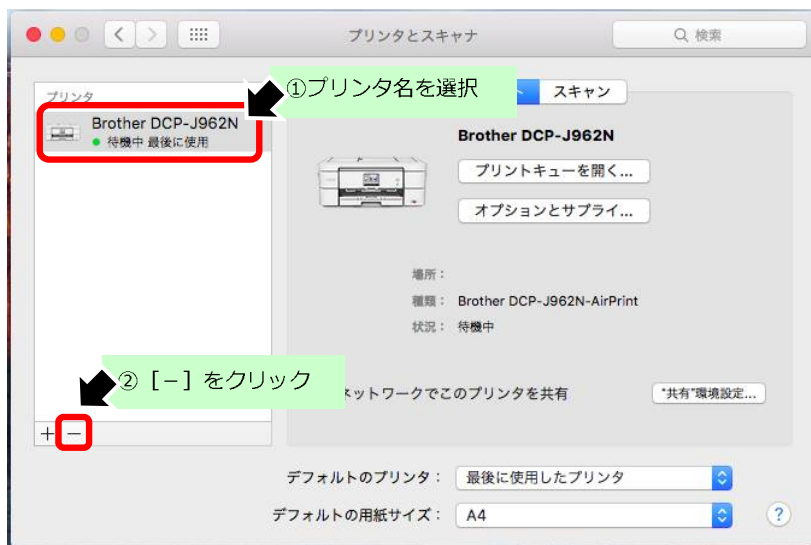 プリンタとスキャナ
検索
①プリンタ名を選択
プリンタ
スキャン
Brother DCP-J962N
待機中 最後に使用
Brother DCP-J962N
プリントキューを開く...
オプションとサプライ...
場所：
種類： Brother DCP-J962N-AirPrint
状況： 待機中
② [－] をクリック
ネットワークでこのプリンタを共有
"共有"環境設定...
＋ －
デフォルトのプリンタ： 最後に使用したプリンタ
デフォルトの用紙サイズ： A4
?